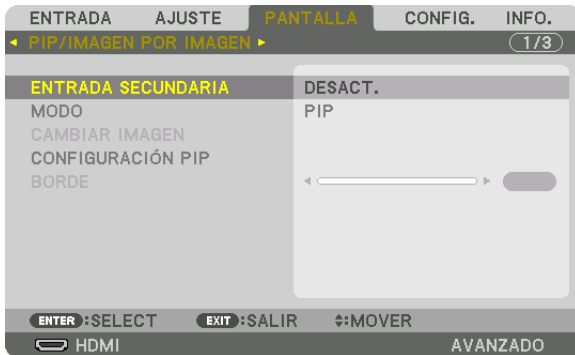 ENTRADA AJUSTE PANTALLA CONFIG. INFO.
PIP/IMAGEN POR IMAGEN 1/3
ENTRADA SECUNDARIA DESACT.
MODO PIP
CAMBIAR IMAGEN
CONFIGURACIÓN PIP
BORDE
ENTER :SELECT EXIT :SALIR :MOVER
HDMI AVANZADO